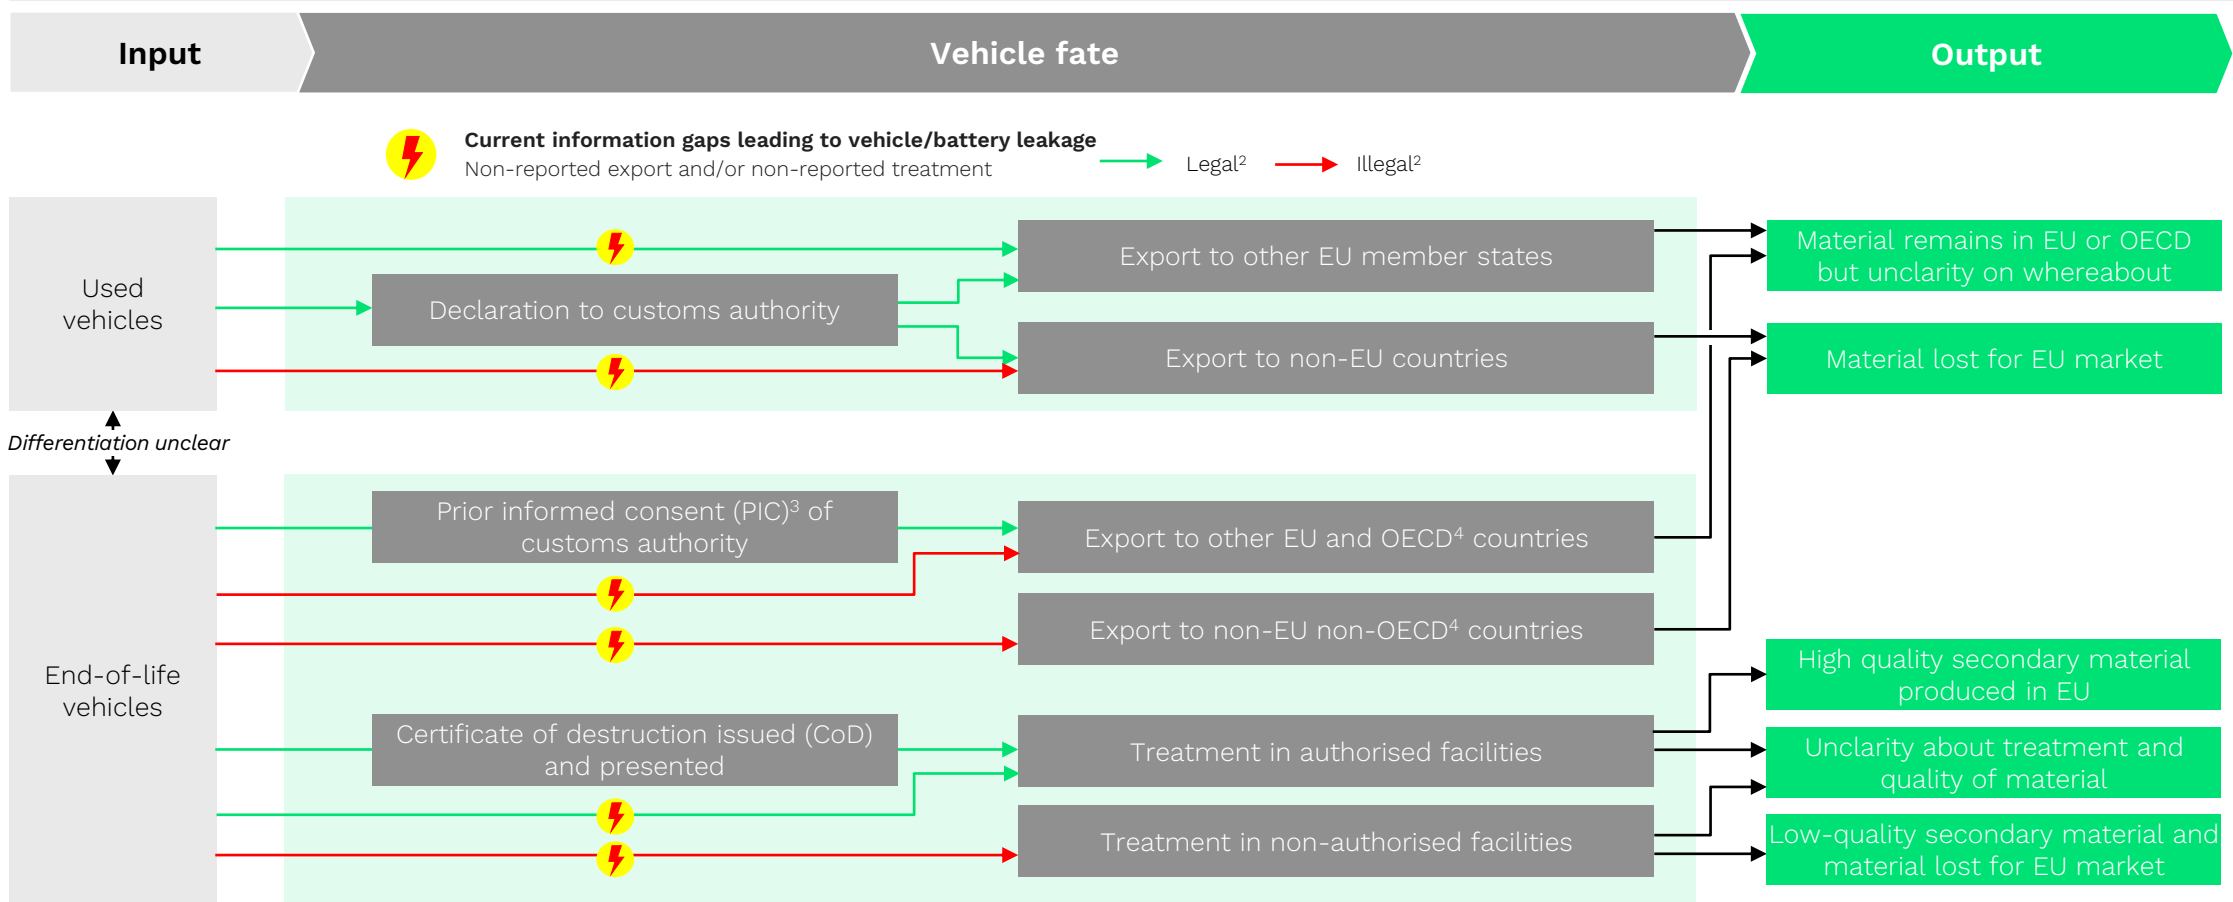 Input
Vehicle fate
Output
Current information gaps leading to vehicle/battery leakage
Non-reported export and/or non-reported treatment
Legal²
Illegal²
Used
vehicles
Declaration to customs authority
Export to other EU member states
Export to non-EU countries
Material remains in EU or OECD
but unclarity on whereabout
Material lost for EU market
Differentiation unclear
End-of-life
vehicles
Prior informed consent (PIC)³ of
customs authority
Export to other EU and OECD⁴ countries
Export to non-EU non-OECD⁴ countries
Certificate of destruction issued (CoD)
and presented
Treatment in authorised facilities
Treatment in non-authorised facilities
High quality secondary material
produced in EU
Unclarity about treatment and
quality of material
Low-quality secondary material and
material lost for EU market